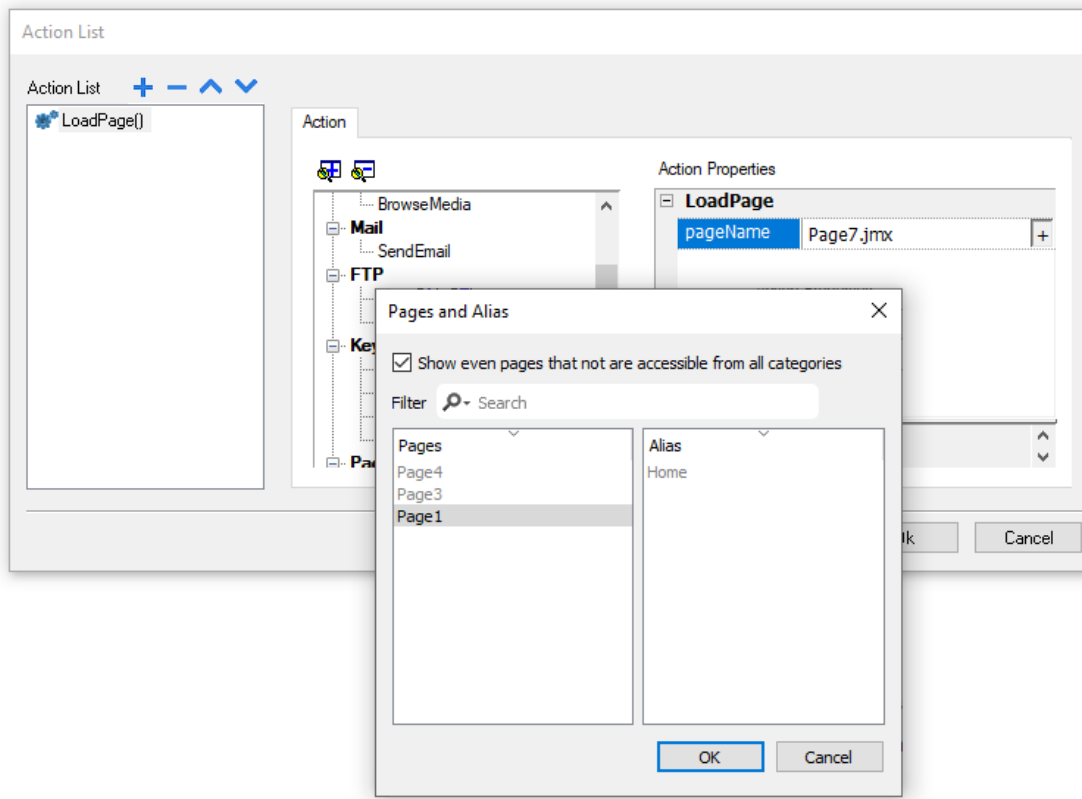 Action List
Action List
LoadPage()
Action
Action Properties
BrowseMedia
Mail
SendEmail
FTP
LoadPage
pageName Page7.jmx
Pages and Alias
Show even pages that not are accessible from all categories
Filter Search
Pages Alias
Page4 Home
Page3
Page1
Cancel
OK Cancel